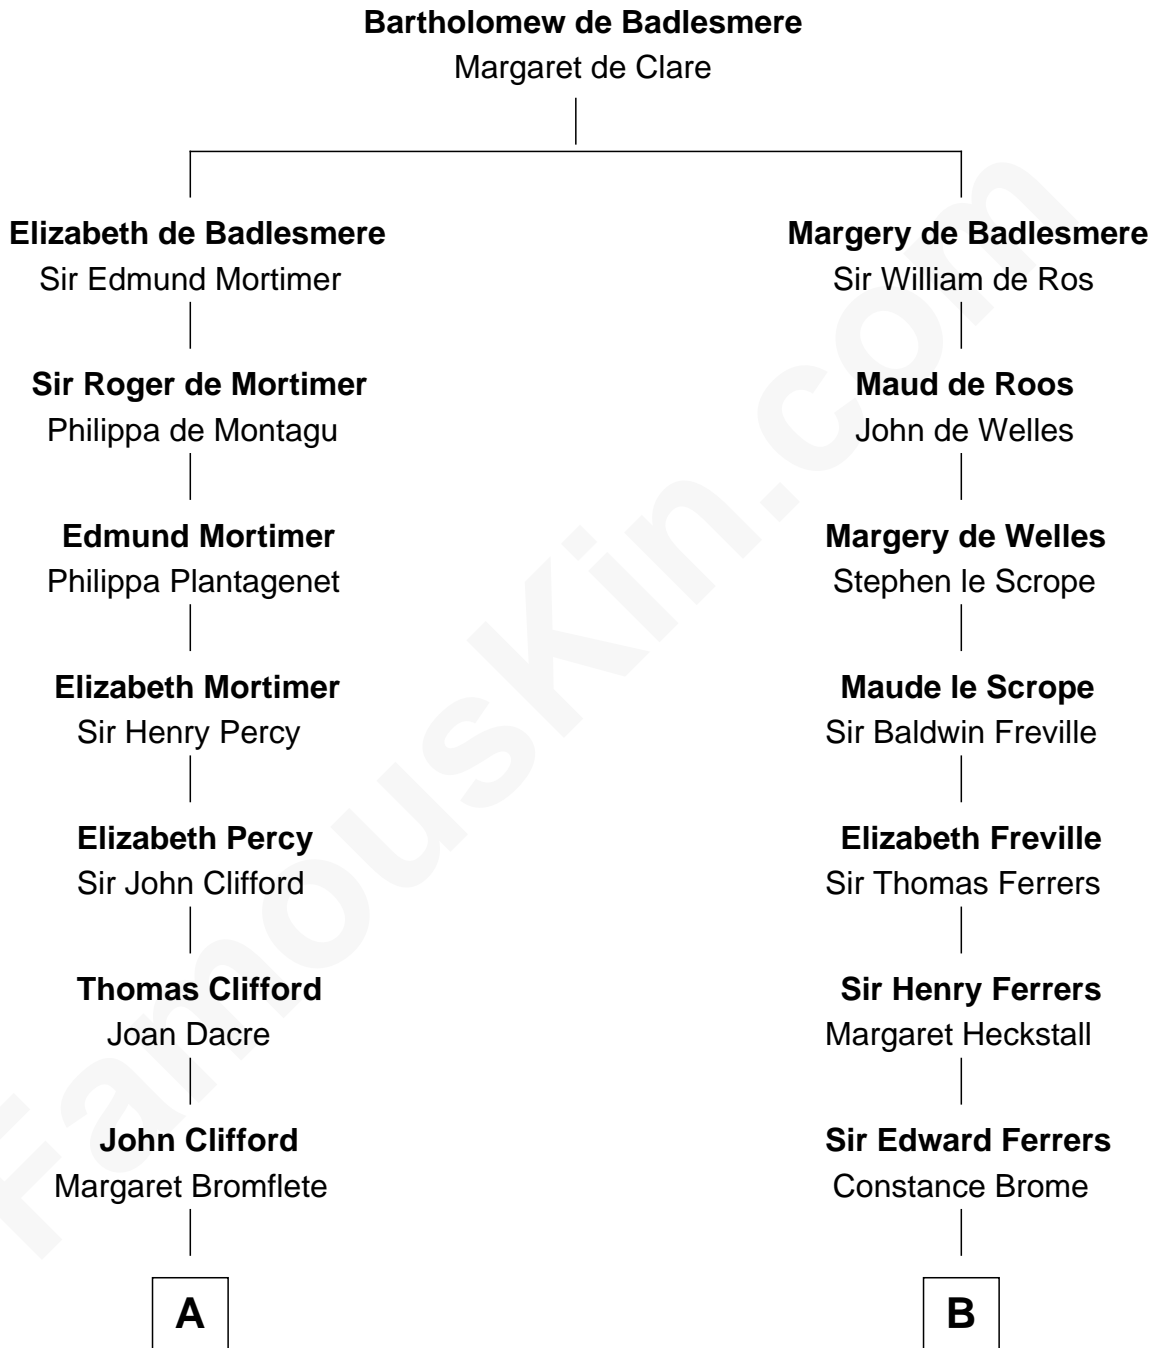 Bartholomew de Badlesmere
Margaret de Clare
Elizabeth de Badlesmere
Sir Edmund Mortimer
Sir Roger de Mortimer
Philippa de Montagu
Edmund Mortimer
Philippa Plantagenet
Elizabeth Mortimer
Sir Henry Percy
Elizabeth Percy
Sir John Clifford
Thomas Clifford
Joan Dacre
John Clifford
Margaret Bromflete
A
Margery de Badlesmere
Sir William de Ros
Maud de Roos
John de Welles
Margery de Welles
Stephen le Scrope
Maude le Scrope
Sir Baldwin Freville
Elizabeth Freville
Sir Thomas Ferrers
Sir Henry Ferrers
Margaret Heckstall
Sir Edward Ferrers
Constance Brome
B
FamousKin.com